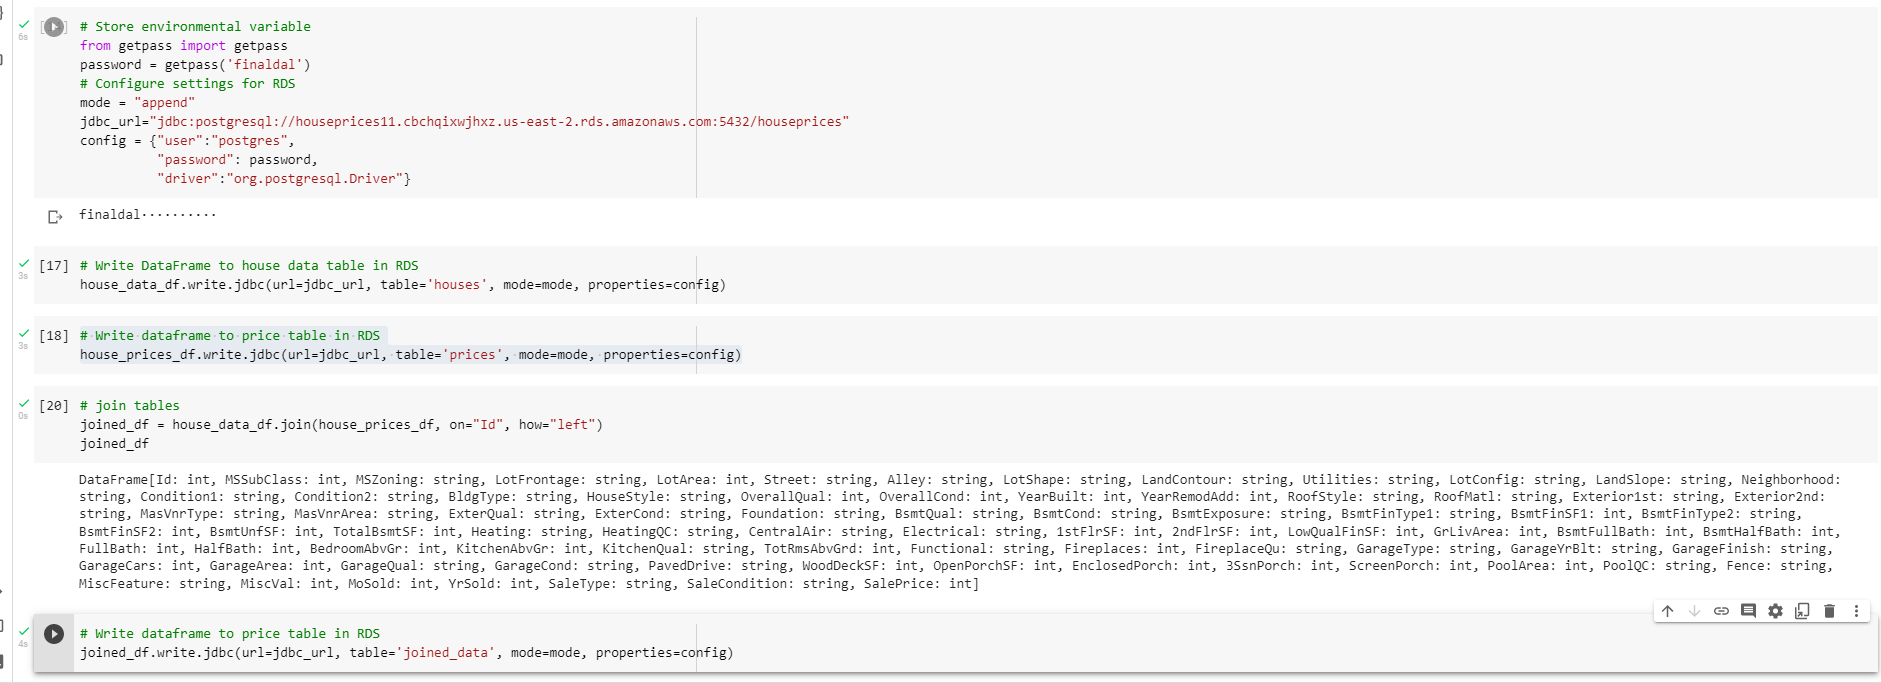 6s
# Store environmental variable
from getpass import getpass
password = getpass('finaldal')
# Configure settings for RDS
mode = "append"
jdbc_url="jdbc:postgresql://houseprices11.cbchqixwjhxz.us-east-2.rds.amazonaws.com:5432/houseprices"
config = {"user":"postgres",
"password": password,
"driver":"org.postgresql.Driver"}
finaldal··········
3s
[17] # Write DataFrame to house data table in RDS
house_data_df.write.jdbc(url=jdbc_url, table='houses', mode=mode, properties=config)
3s
[18] # Write dataframe to price table in RDS
house_prices_df.write.jdbc(url=jdbc_url, table='prices', mode=mode, properties=config)
0s
[20] # join tables
joined_df = house_data_df.join(house_prices_df, on="Id", how="left")
joined_df
DataFrame[Id: int, MSSubClass: int, MSZoning: string, LotFrontage: string, LotArea: int, Street: string, Alley: string, LotShape: string, LandContour: string, Utilities: string, LotConfig: string, LandSlope: string, Neighborhood:
string, Condition1: string, Condition2: string, BldgType: string, HouseStyle: string, OverallQual: int, OverallCond: int, YearBuilt: int, YearRemodAdd: int, RoofStyle: string, RoofMatl: string, Exterior1st: string, Exterior2nd:
string, MasVnrType: string, MasVnrArea: string, ExterQual: string, ExterCond: string, Foundation: string, BsmtQual: string, BsmtCond: string, BsmtExposure: string, BsmtFinType1: string, BsmtFinSF1: int, BsmtFinType2: string,
BsmtFinSF2: int, BsmtUnfSF: int, TotalBsmtSF: int, Heating: string, HeatingQC: string, CentralAir: string, Electrical: string, 1stFlrSF: int, 2ndFlrSF: int, LowQualFinSF: int, GrLivArea: int, BsmtFullBath: int, BsmtHalfBath: int,
FullBath: int, HalfBath: int, BedroomAbvGr: int, KitchenAbvGr: int, KitchenQual: string, TotRmsAbvGrd: int, Functional: string, Fireplaces: int, FireplaceQu: string, GarageType: string, GarageYrBlt: string, GarageFinish: string,
GarageCars: int, GarageArea: int, GarageQual: string, GarageCond: string, PavedDrive: string, WoodDeckSF: int, OpenPorchSF: int, EnclosedPorch: int, 3SsnPorch: int, ScreenPorch: int, PoolArea: int, PoolQC: string, Fence: string,
MiscFeature: string, MiscVal: int, MoSold: int, YrSold: int, SaleType: string, SaleCondition: string, SalePrice: int]
4s
# Write dataframe to price table in RDS
joined_df.write.jdbc(url=jdbc_url, table='joined_data', mode=mode, properties=config)